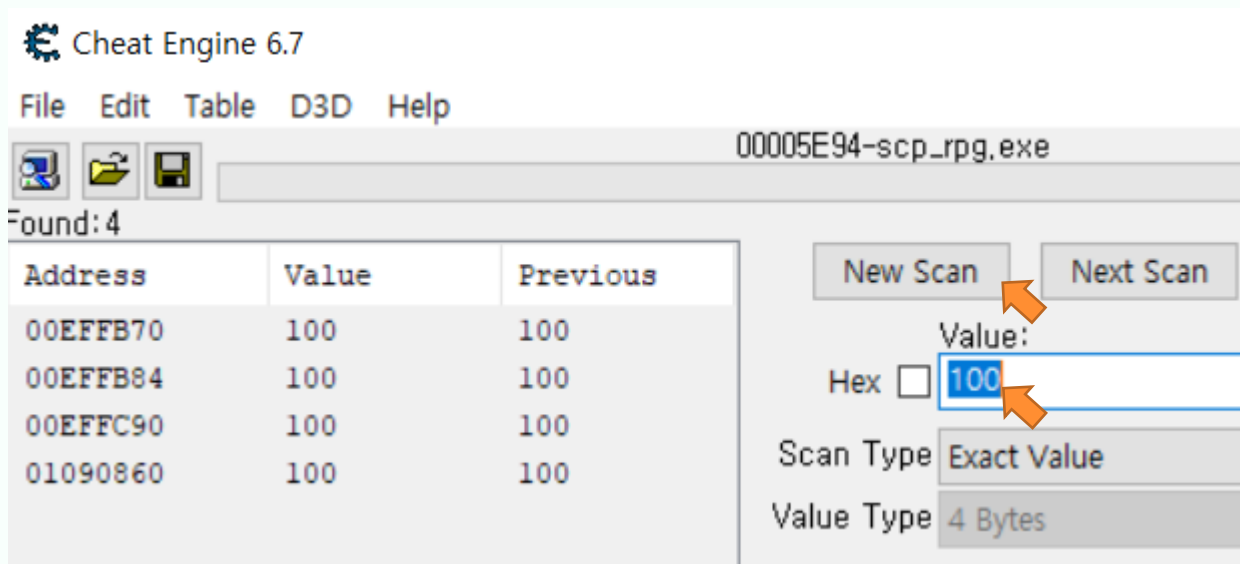 Cheat Engine 6.7
File Edit Table D3D Help
00005E94-scp_rpg.exe
Found:4
Address Value Previous
00EFFB70 100 100
00EFFB84 100 100
00EFFC90 100 100
01090860 100 100
New Scan Next Scan
Value:
Hex 100
Scan Type Exact Value
Value Type 4 Bytes